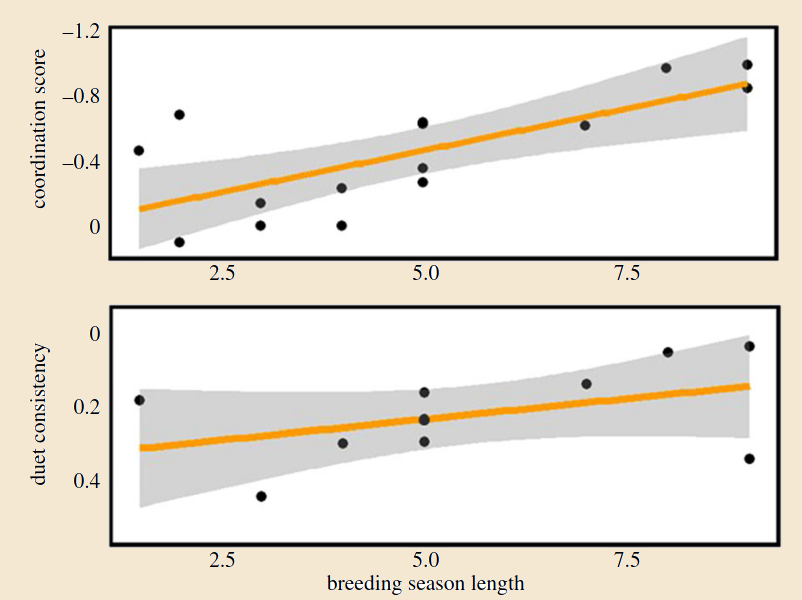 coordination score
–1.2
–0.8
–0.4
0
2.5 5.0 7.5
duet consistency
0
0.2
0.4
2.5 5.0 7.5
breeding season length